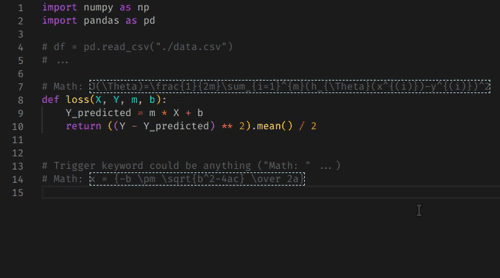 1 import numpy as np
2 import pandas as pd
3
4 # df = pd.read_csv("./data.csv")
5 # ...
6
7 # Math: J(\Theta)=\frac{1}{2m}\sum_{i=1}^{m}(h_{\Theta}(x^{(i)})-y^{(i)})^2
8 def loss(X, Y, m, b):
9     Y_predicted = m * X + b
10     return ((Y - Y_predicted) ** 2).mean() / 2
11
12
13 # Trigger keyword could be anything ("Math: " ...)
14 # Math: x = {-b \pm \sqrt{b^2-4ac} \over 2a}
15